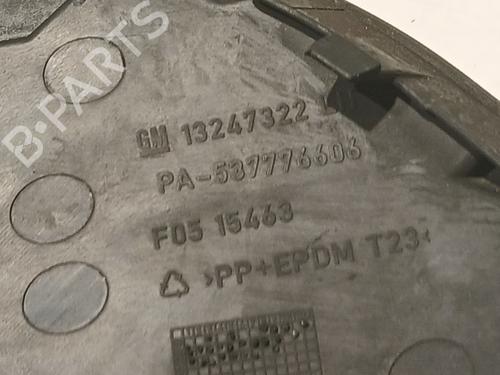 B-PARTS
GM 13247322
PA-537776606
F05 15463
>PP+EPDM T23<